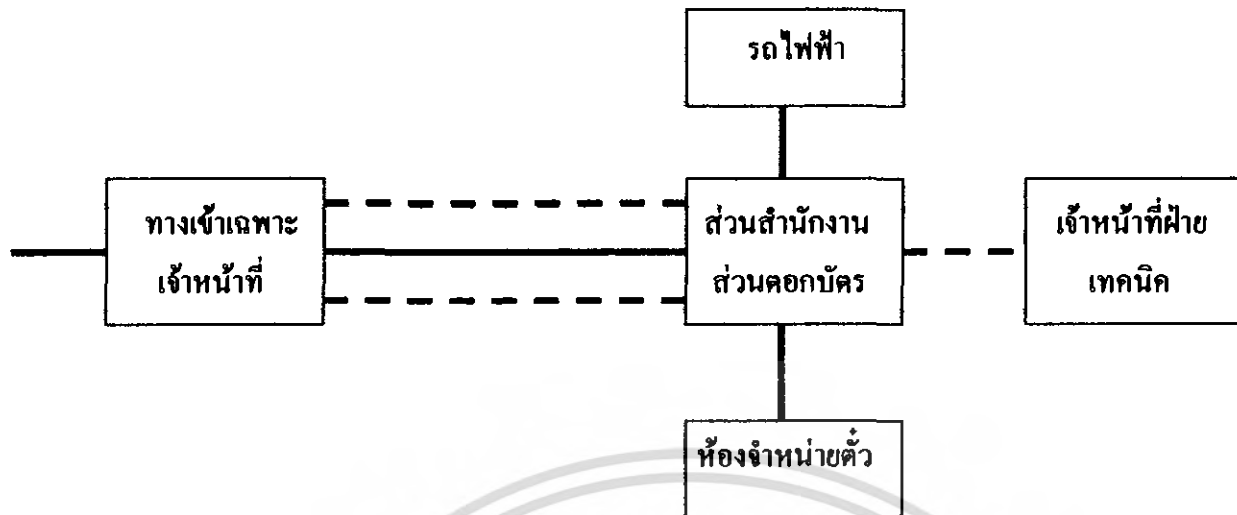 รถไฟฟ้า
ทางเข้าเฉพาะ
เจ้าหน้าที่
ส่วนสำนักงาน
ส่วนตอกบัตร
เจ้าหน้าที่ฝ่าย
เทคนิค
ห้องจำหน่ายตั๋ว